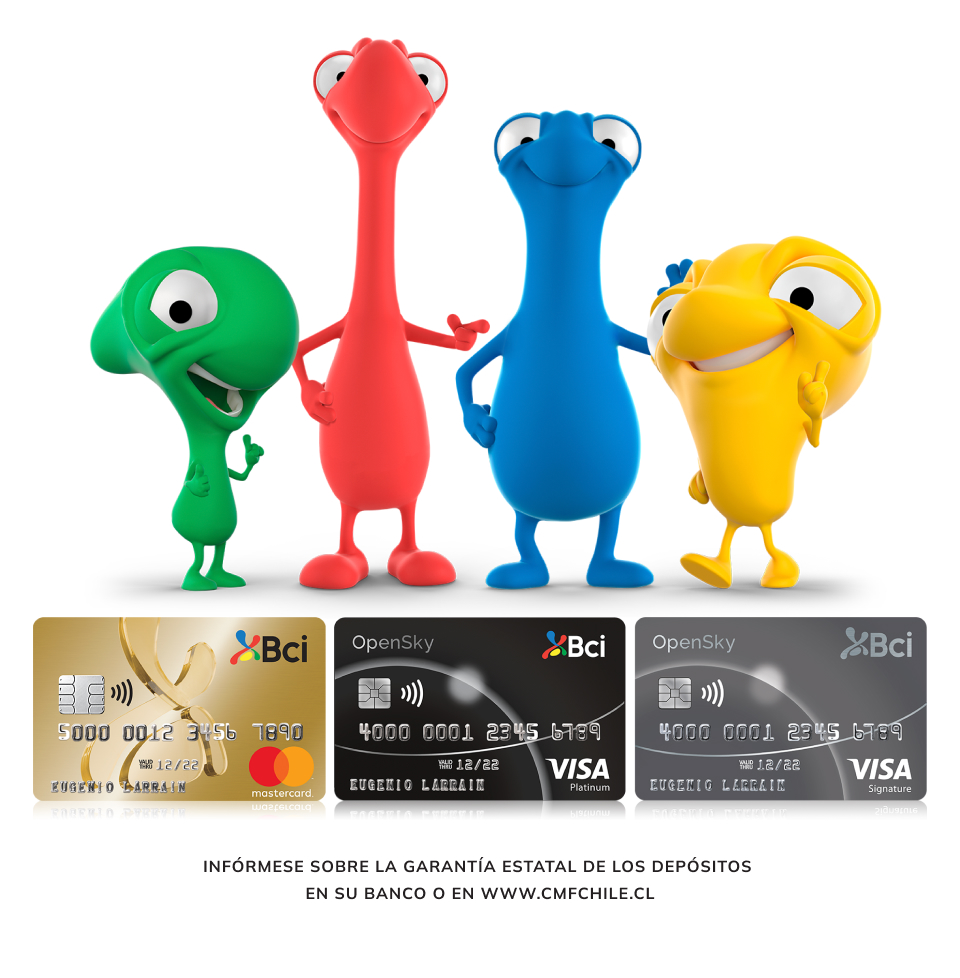 Bci
5000 0012 3456 7890
VALID THRU 12/22
EUGENIO LARRAIN
mastercard.
OpenSky
Bci
4000 0001 2345 6789
VALID THRU 12/22
EUGENIO LARRAIN
VISA
Platinum
OpenSky
Bci
4000 0001 2345 6789
VALID THRU 12/22
EUGENIO LARRAIN
VISA
Signature
INFÓRMESE SOBRE LA GARANTÍA ESTATAL DE LOS DEPÓSITOS
EN SU BANCO O EN WWW.CMFCHILE.CL